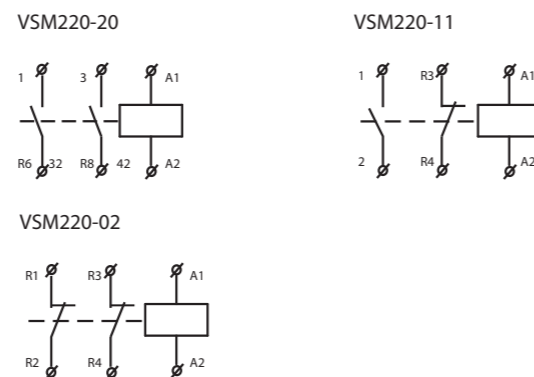 VSM220-20
1 3 A1
R6 32 R8 42 A2
VSM220-11
1 R3 A1
2 R4 A2
VSM220-02
R1 R3 A1
R2 R4 A2